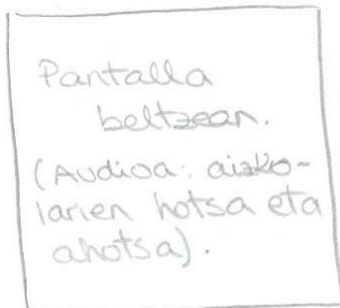 Pantalla
beltzean.
(Audioa: aizko-
larien hotsa eta
ahotsa).